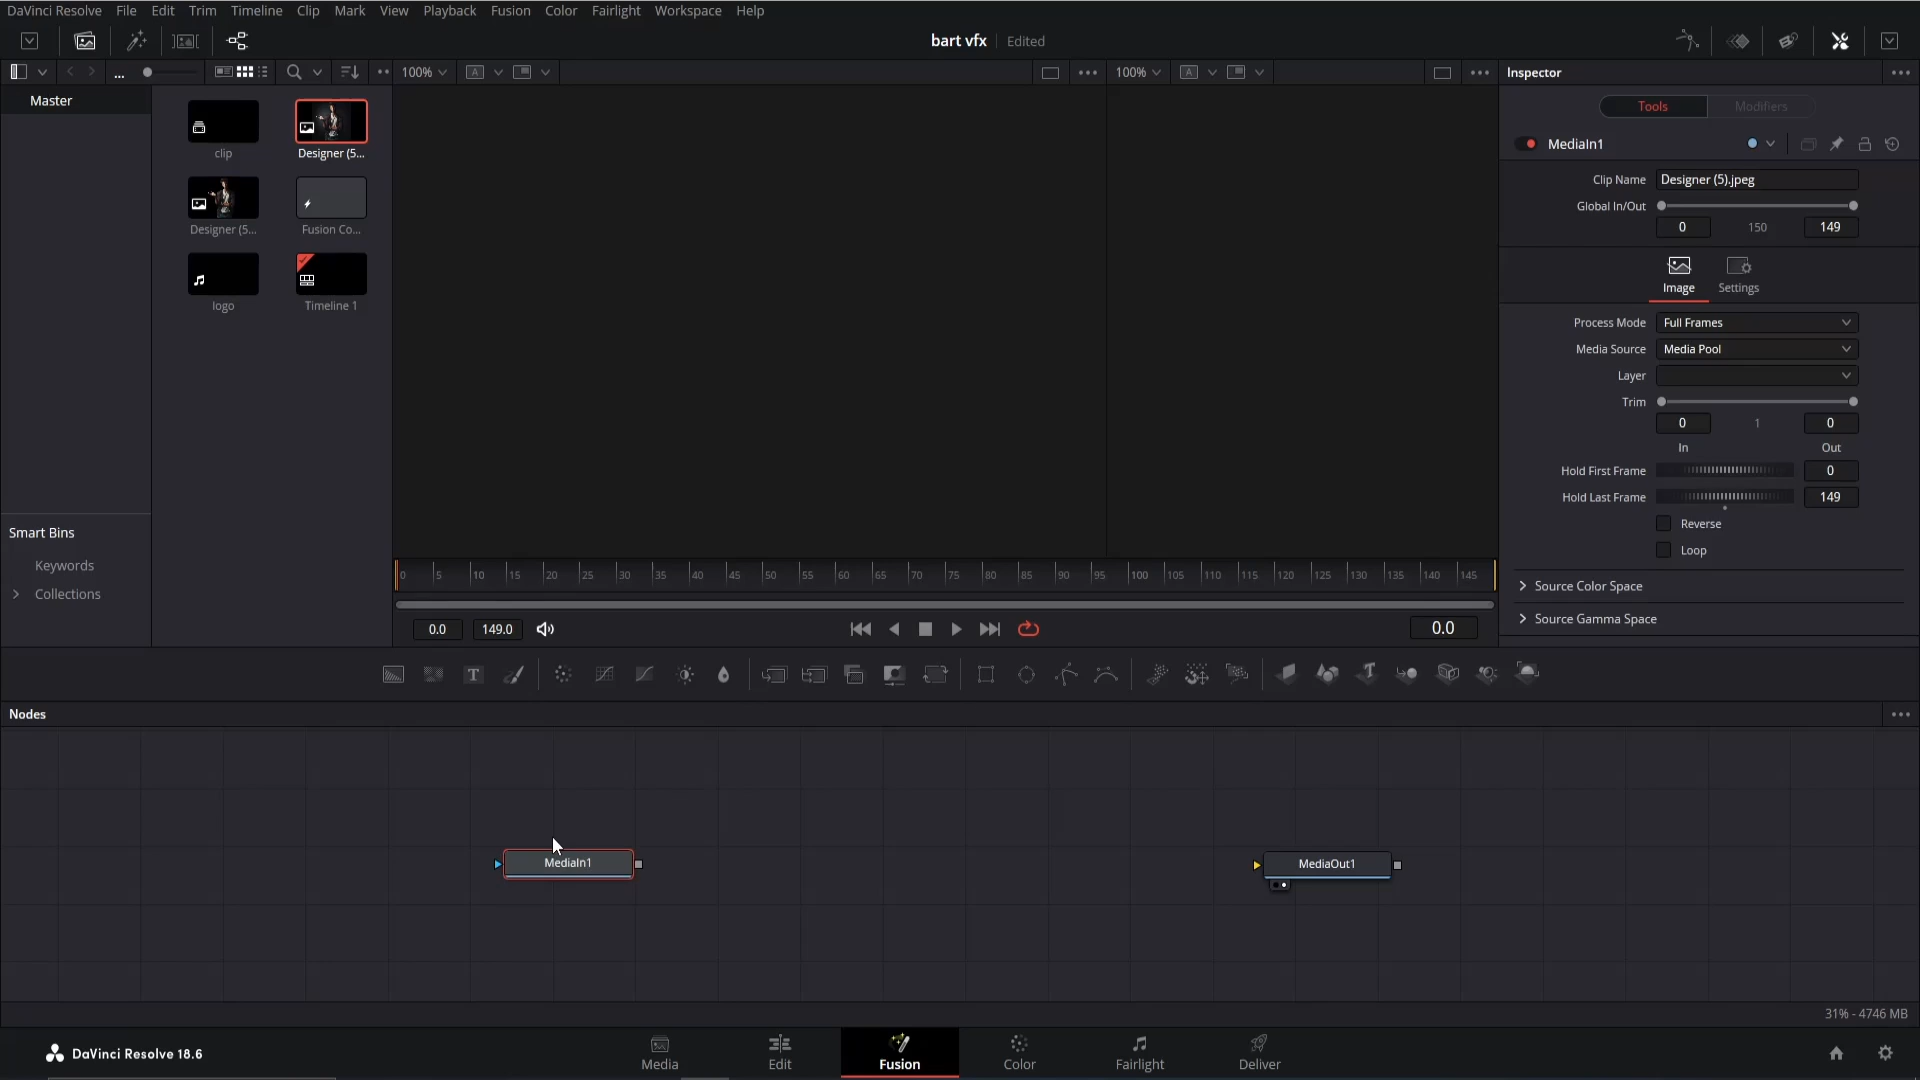 DaVinci Resolve File Edit Trim Timeline Clip Mark View Playback Fusion Color Fairlight Workspace Help
bart vfx Edited
... 100% A 100% A Inspector
Master
Tools Modifiers
MediaIn1
clip Designer (5...
Designer (5... Fusion Co...
logo Timeline 1
Clip Name Designer (5).jpeg
Global In/Out
0 150 149
Image Settings
Process Mode Full Frames
Media Source Media Pool
Layer
Trim
0 1 0
In Out
Hold First Frame 0
Hold Last Frame 149
Reverse
Loop
Source Color Space
Source Gamma Space
Smart Bins
Keywords
Collections
0 5 10 15 20 25 30 35 40 45 50 55 60 65 70 75 80 85 90 95 100 105 110 115 120 125 130 135 140 145
0.0 149.0 0.0
T T
Nodes
MediaIn1 MediaOut1
31% - 4746 MB
DaVinci Resolve 18.6 Media Edit Fusion Color Fairlight Deliver